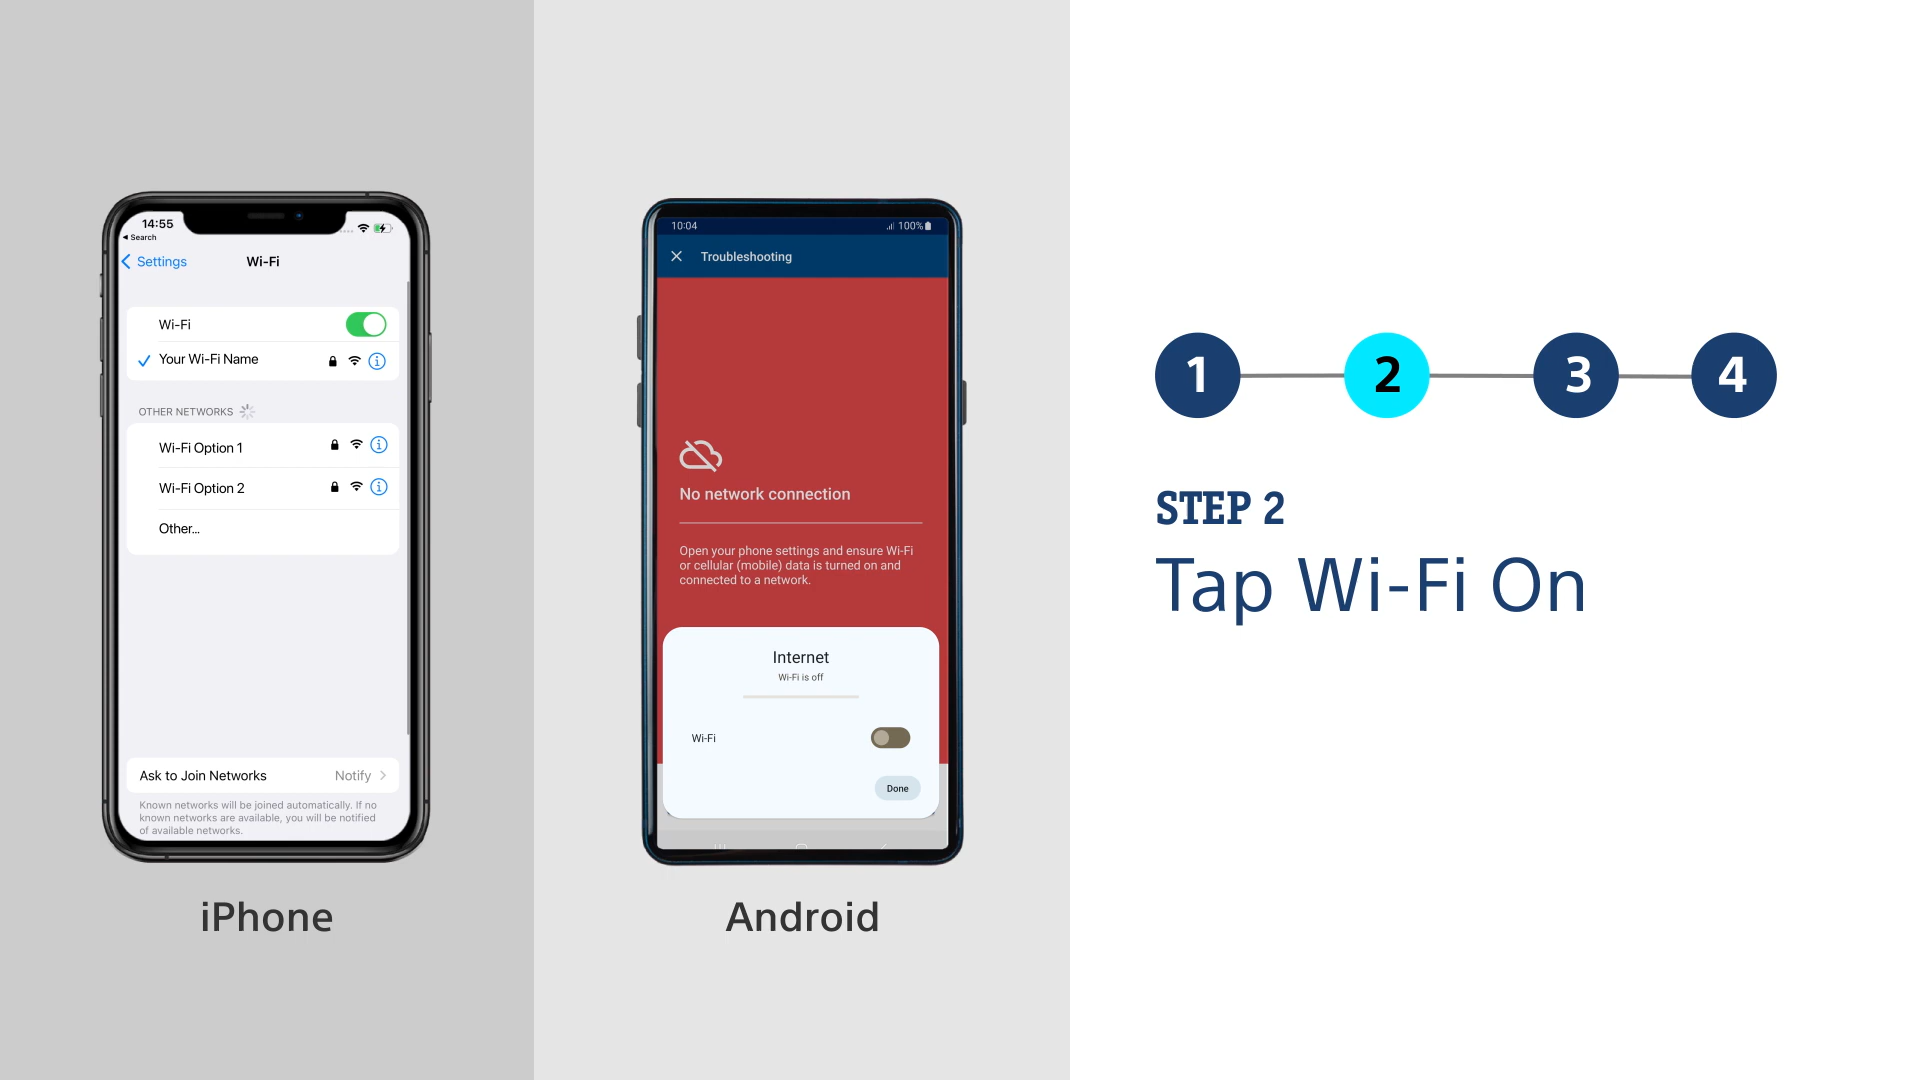 14:55
Search
Settings
Wi-Fi
Wi-Fi
Your Wi-Fi Name
OTHER NETWORKS
Wi-Fi Option 1
Wi-Fi Option 2
Other...
Ask to Join Networks Notify
Known networks will be joined automatically. If no
known networks are available, you will be notified
of available networks.
iPhone
10:04 100%
Troubleshooting
No network connection
Open your phone settings and ensure Wi-Fi
or cellular (mobile) data is turned on and
connected to a network.
Internet
Wi-Fi is off
Wi-Fi
Done
Android
1 2 3 4
STEP 2
Tap Wi-Fi On